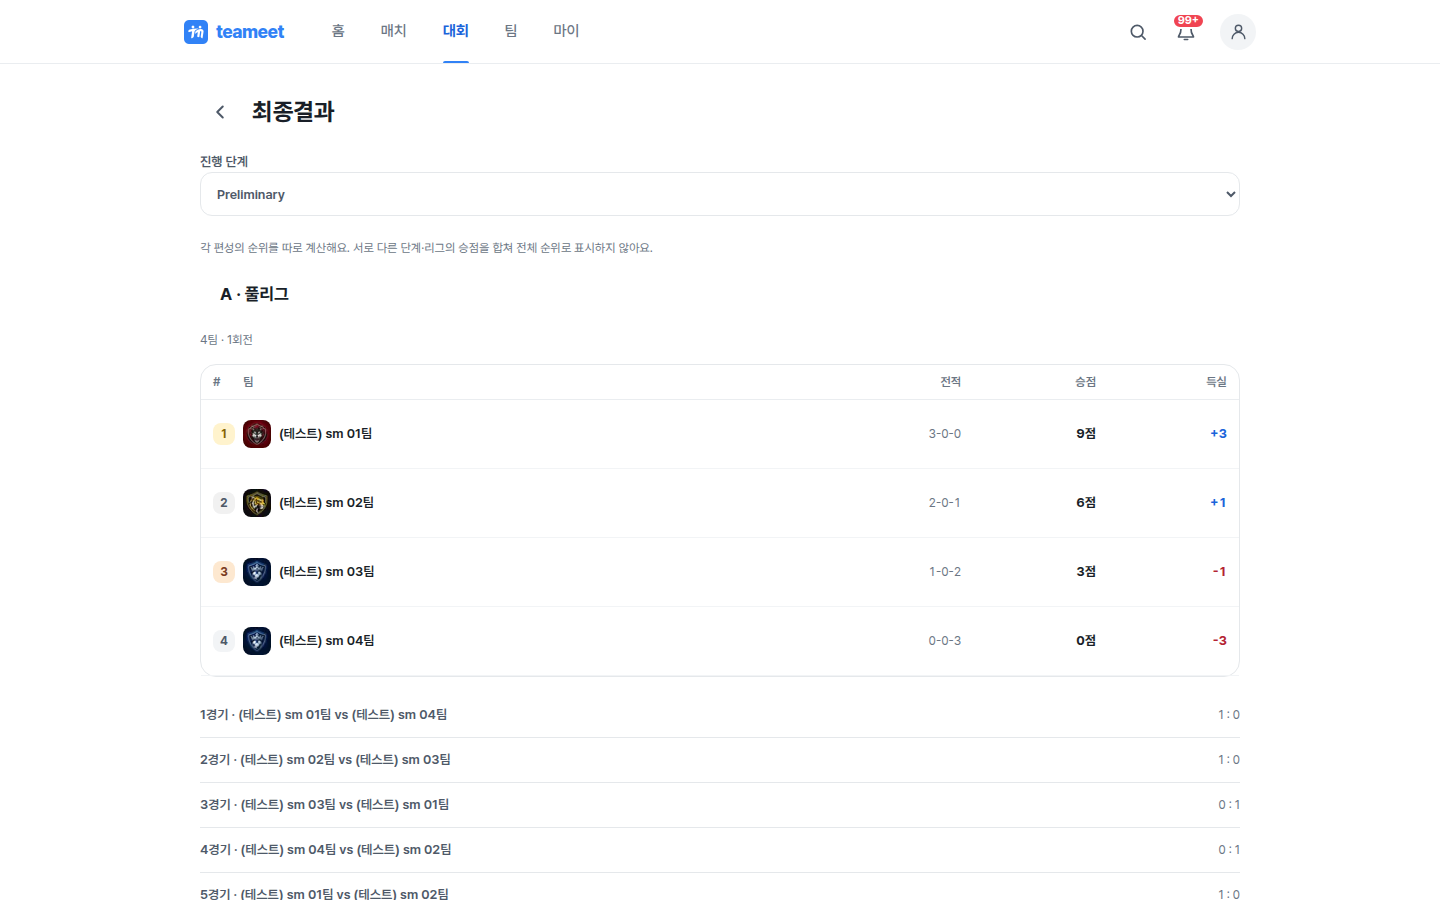 teameet 홈 매치 대회 팀 마이 99+
최종결과
진행 단계
Preliminary
각 편성의 순위를 따로 계산해요. 서로 다른 단계·리그의 승점을 합쳐 전체 순위로 표시하지 않아요.
A · 풀리그
4팀 · 1회전
# 팀 전적 승점 득실
1 (테스트) sm 01팀 3-0-0 9점 +3
2 (테스트) sm 02팀 2-0-1 6점 +1
3 (테스트) sm 03팀 1-0-2 3점 -1
4 (테스트) sm 04팀 0-0-3 0점 -3
1경기 · (테스트) sm 01팀 vs (테스트) sm 04팀 1 : 0
2경기 · (테스트) sm 02팀 vs (테스트) sm 03팀 1 : 0
3경기 · (테스트) sm 03팀 vs (테스트) sm 01팀 0 : 1
4경기 · (테스트) sm 04팀 vs (테스트) sm 02팀 0 : 1
5경기 · (테스트) sm 01팀 vs (테스트) sm 02팀 1 : 0